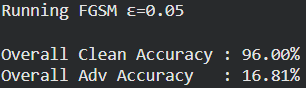 Running FGSM ε=0.05
Overall Clean Accuracy : 96.00%
Overall Adv Accuracy   : 16.81%